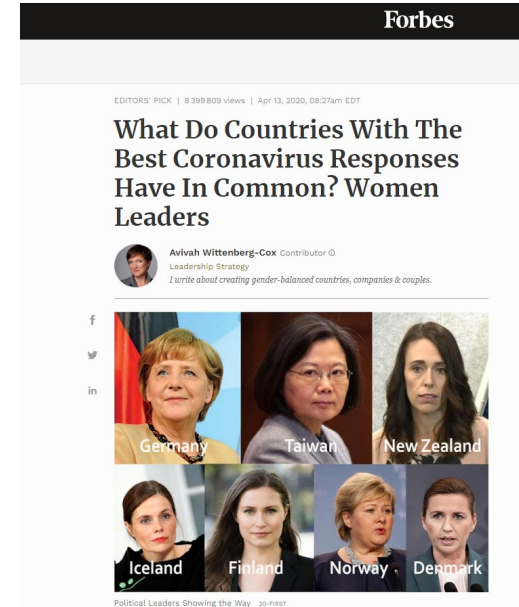 Forbes
EDITORS' PICK | 8 399 809 views | Apr 13, 2020, 08:27am EDT
What Do Countries With The
Best Coronavirus Responses
Have In Common? Women
Leaders
Avivah Wittenberg-Cox Contributor
Leadership Strategy
I write about creating gender-balanced countries, companies & couples.
Germany Taiwan New Zealand
Iceland Finland Norway Denmark
Political Leaders Showing the Way 20-FIRST